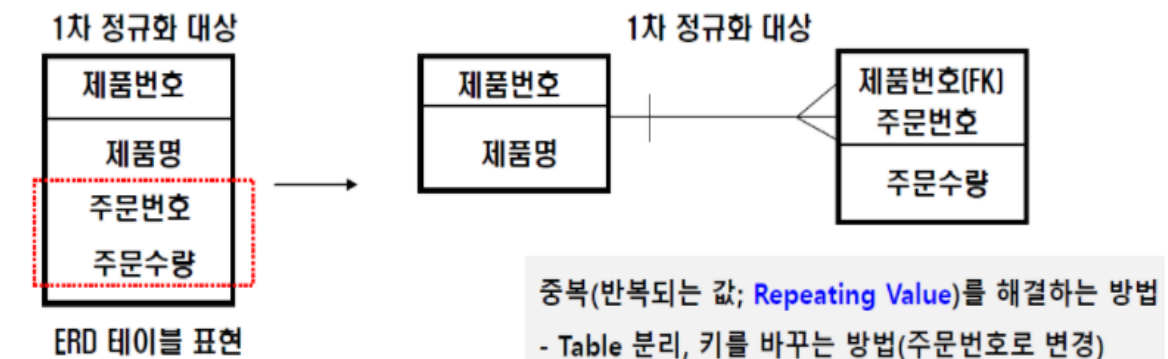 1차 정규화 대상
제품번호
제품명
주문번호
주문수량
ERD 테이블 표현
1차 정규화 대상
제품번호
제품명
제품번호(FK)
주문번호
주문수량
중복(반복되는 값; Repeating Value)를 해결하는 방법
- Table 분리, 키를 바꾸는 방법(주문번호로 변경)